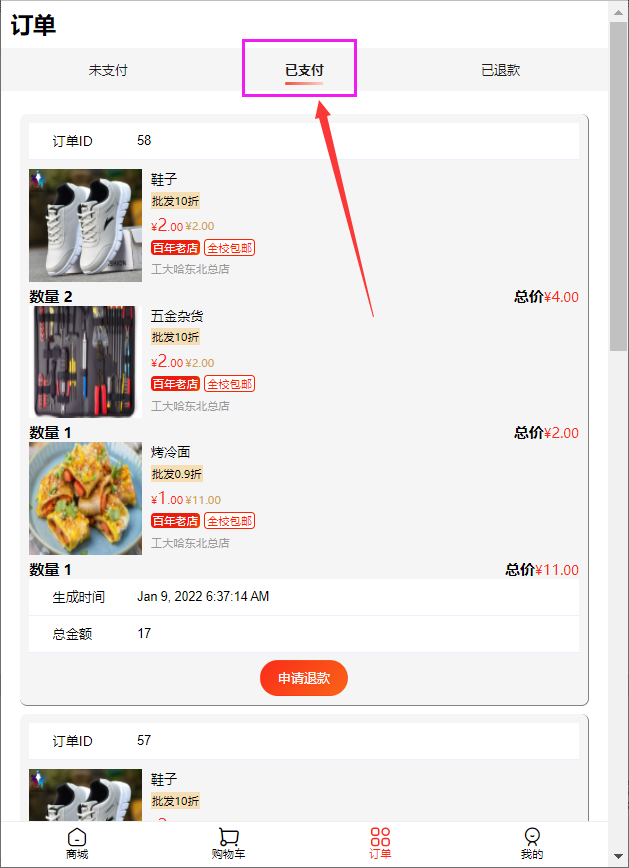 订单
未支付 已支付 已退款
订单ID 58
鞋子
批发10折
¥2.00 ¥2.00
百年老店 全校包邮
工大哈东北总店
数量 2 总价¥4.00
五金杂货
批发10折
¥2.00 ¥2.00
百年老店 全校包邮
工大哈东北总店
数量 1 总价¥2.00
烤冷面
批发0.9折
¥1.00 ¥11.00
百年老店 全校包邮
工大哈东北总店
数量 1 总价¥11.00
生成时间 Jan 9, 2022 6:37:14 AM
总金额 17
申请退款
订单ID 57
鞋子
批发10折
商城 购物车 订单 我的